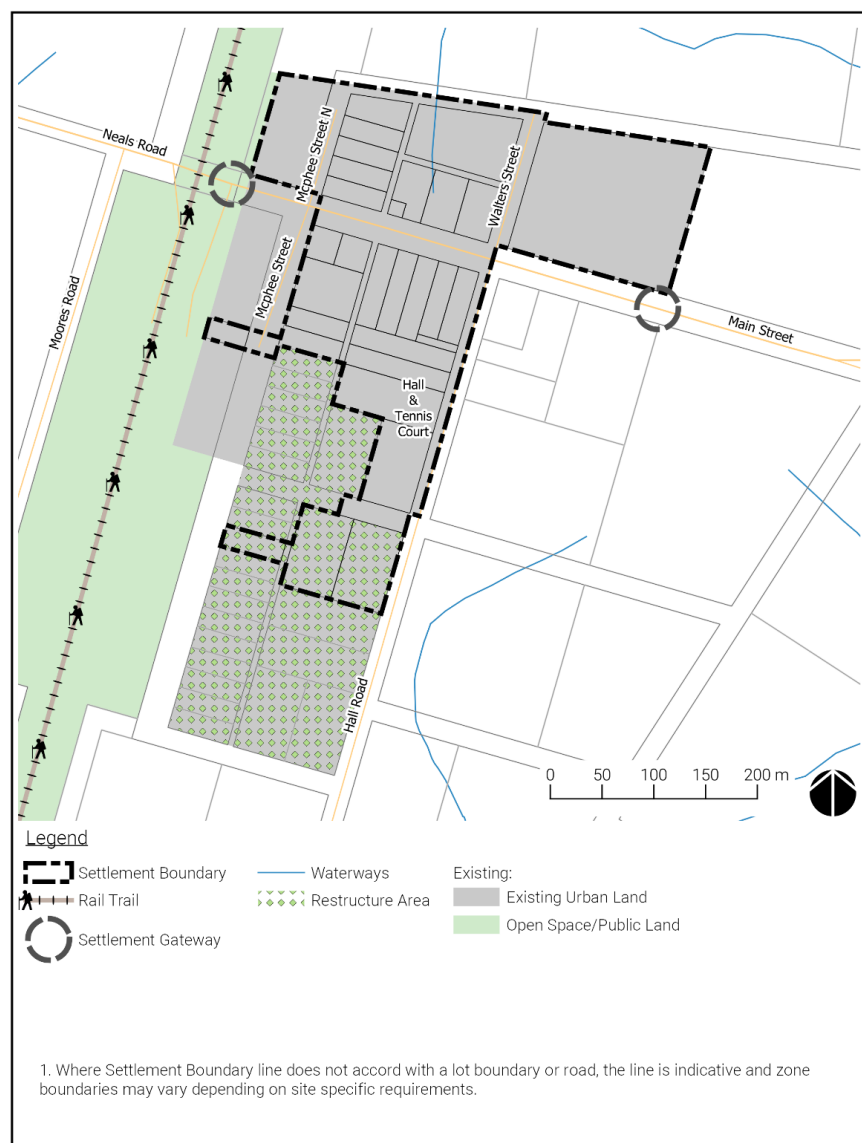 Neals Road
Mcphee Street N
Walters Street
Moores Road
Mcphee Street
Main Street
Hall
&
Tennis
Court
Hall Road
0 50 100 150 200 m
Legend
Settlement Boundary
Rail Trail
Settlement Gateway
Waterways
Restructure Area
Existing:
Existing Urban Land
Open Space/Public Land
1. Where Settlement Boundary line does not accord with a lot boundary or road, the line is indicative and zone
boundaries may vary depending on site specific requirements.